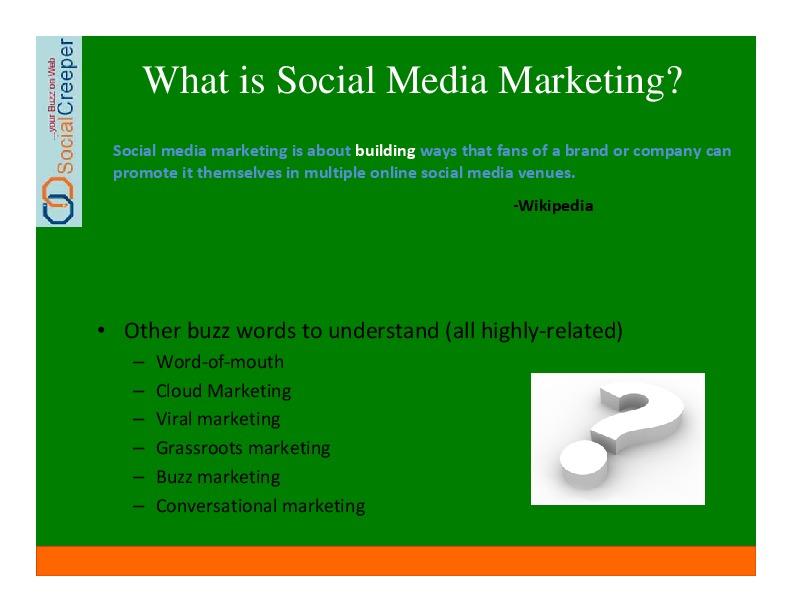 What is Social Media Marketing?
...your Buzz on Web
SocialCreeper
Social media marketing is about building ways that fans of a brand or company can
promote it themselves in multiple online social media venues.
-Wikipedia
• Other buzz words to understand (all highly-related)
– Word-of-mouth
– Cloud Marketing
– Viral marketing
– Grassroots marketing
– Buzz marketing
– Conversational marketing